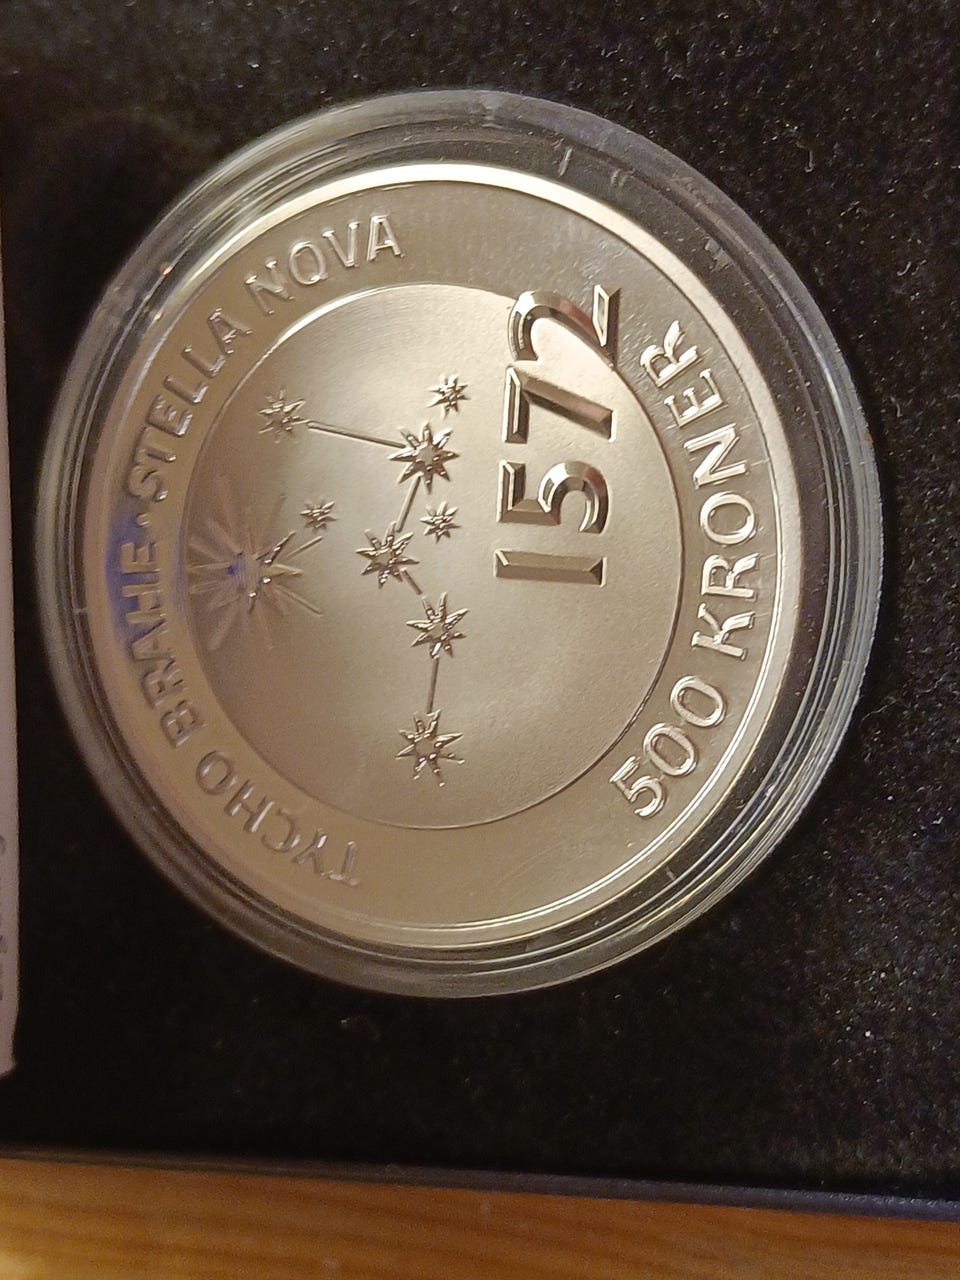 TYCHO BRAHE · STELLA NOVA
1572
500 KRONER